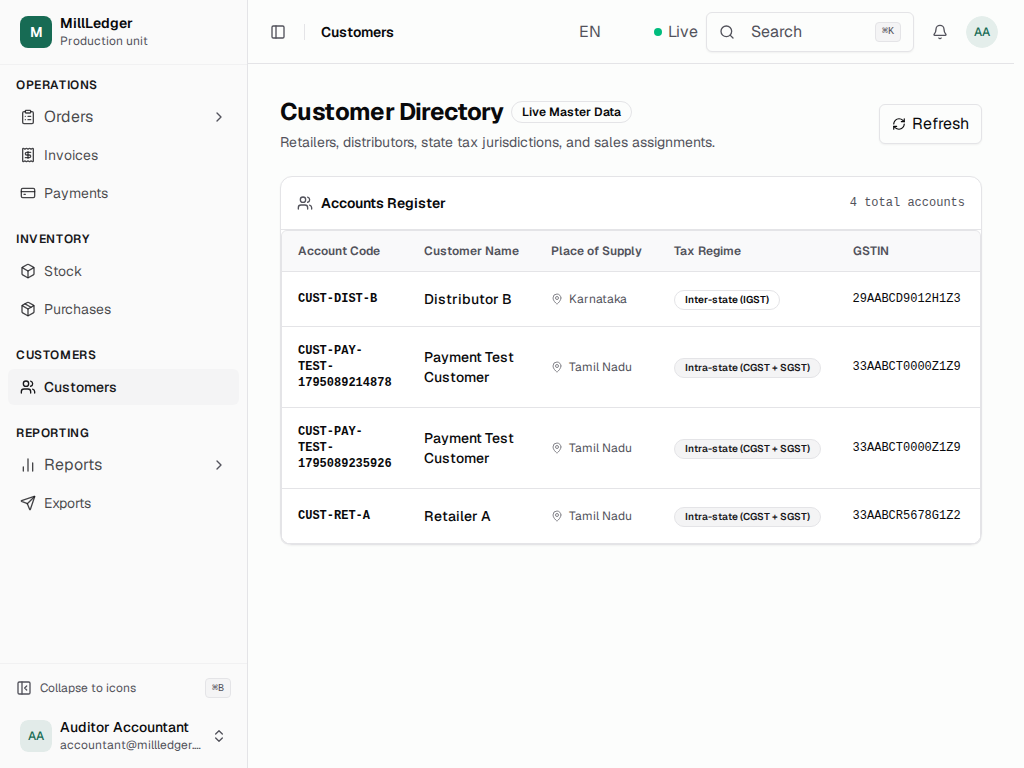 M
MillLedger
Production unit
OPERATIONS
Orders
Invoices
Payments
INVENTORY
Stock
Purchases
CUSTOMERS
Customers
REPORTING
Reports
Exports
Collapse to icons
⌘B
AA
Auditor Accountant
accountant@millledger....
Customers
EN
Live
Search
⌘K
AA
Customer Directory
Live Master Data
Retailers, distributors, state tax jurisdictions, and sales assignments.
Refresh
Accounts Register
4 total accounts
Account Code Customer Name Place of Supply Tax Regime GSTIN
CUST-DIST-B Distributor B Karnataka Inter-state (IGST) 29AABCD9012H1Z3
CUST-PAY-
TEST-
1795089214878
Payment Test
Customer
Tamil Nadu Intra-state (CGST + SGST) 33AABCT0000Z1Z9
CUST-PAY-
TEST-
1795089235926
Payment Test
Customer
Tamil Nadu Intra-state (CGST + SGST) 33AABCT0000Z1Z9
CUST-RET-A Retailer A Tamil Nadu Intra-state (CGST + SGST) 33AABCR5678G1Z2